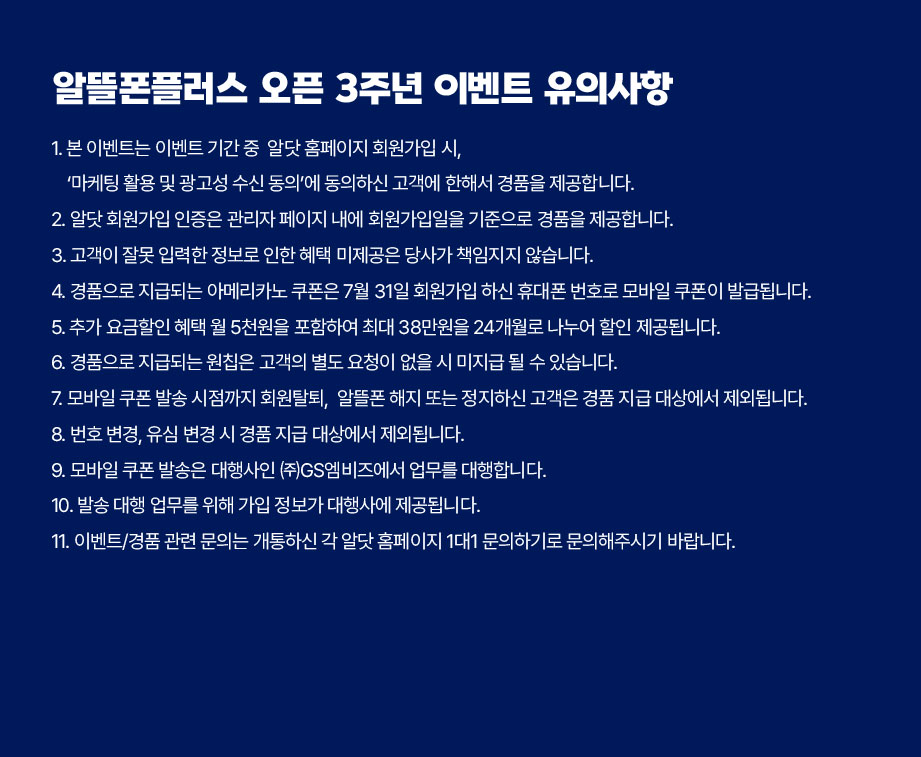 알뜰폰플러스 오픈 3주년 이벤트 유의사항
1. 본 이벤트는 이벤트 기간 중 알닷 홈페이지 회원가입 시,
‘마케팅 활용 및 광고성 수신 동의’에 동의하신 고객에 한해서 경품을 제공합니다.
2. 알닷 회원가입 인증은 관리자 페이지 내에 회원가입일을 기준으로 경품을 제공합니다.
3. 고객이 잘못 입력한 정보로 인한 혜택 미제공은 당사가 책임지지 않습니다.
4. 경품으로 지급되는 아메리카노 쿠폰은 7월 31일 회원가입 하신 휴대폰 번호로 모바일 쿠폰이 발급됩니다.
5. 추가 요금할인 혜택 월 5천원을 포함하여 최대 38만원을 24개월로 나누어 할인 제공됩니다.
6. 경품으로 지급되는 원칩은 고객의 별도 요청이 없을 시 미지급 될 수 있습니다.
7. 모바일 쿠폰 발송 시점까지 회원탈퇴, 알뜰폰 해지 또는 정지하신 고객은 경품 지급 대상에서 제외됩니다.
8. 번호 변경, 유심 변경 시 경품 지급 대상에서 제외됩니다.
9. 모바일 쿠폰 발송은 대행사인 ㈜GS엠비즈에서 업무를 대행합니다.
10. 발송 대행 업무를 위해 가입 정보가 대행사에 제공됩니다.
11. 이벤트/경품 관련 문의는 개통하신 각 알닷 홈페이지 1대1 문의하기로 문의해주시기 바랍니다.